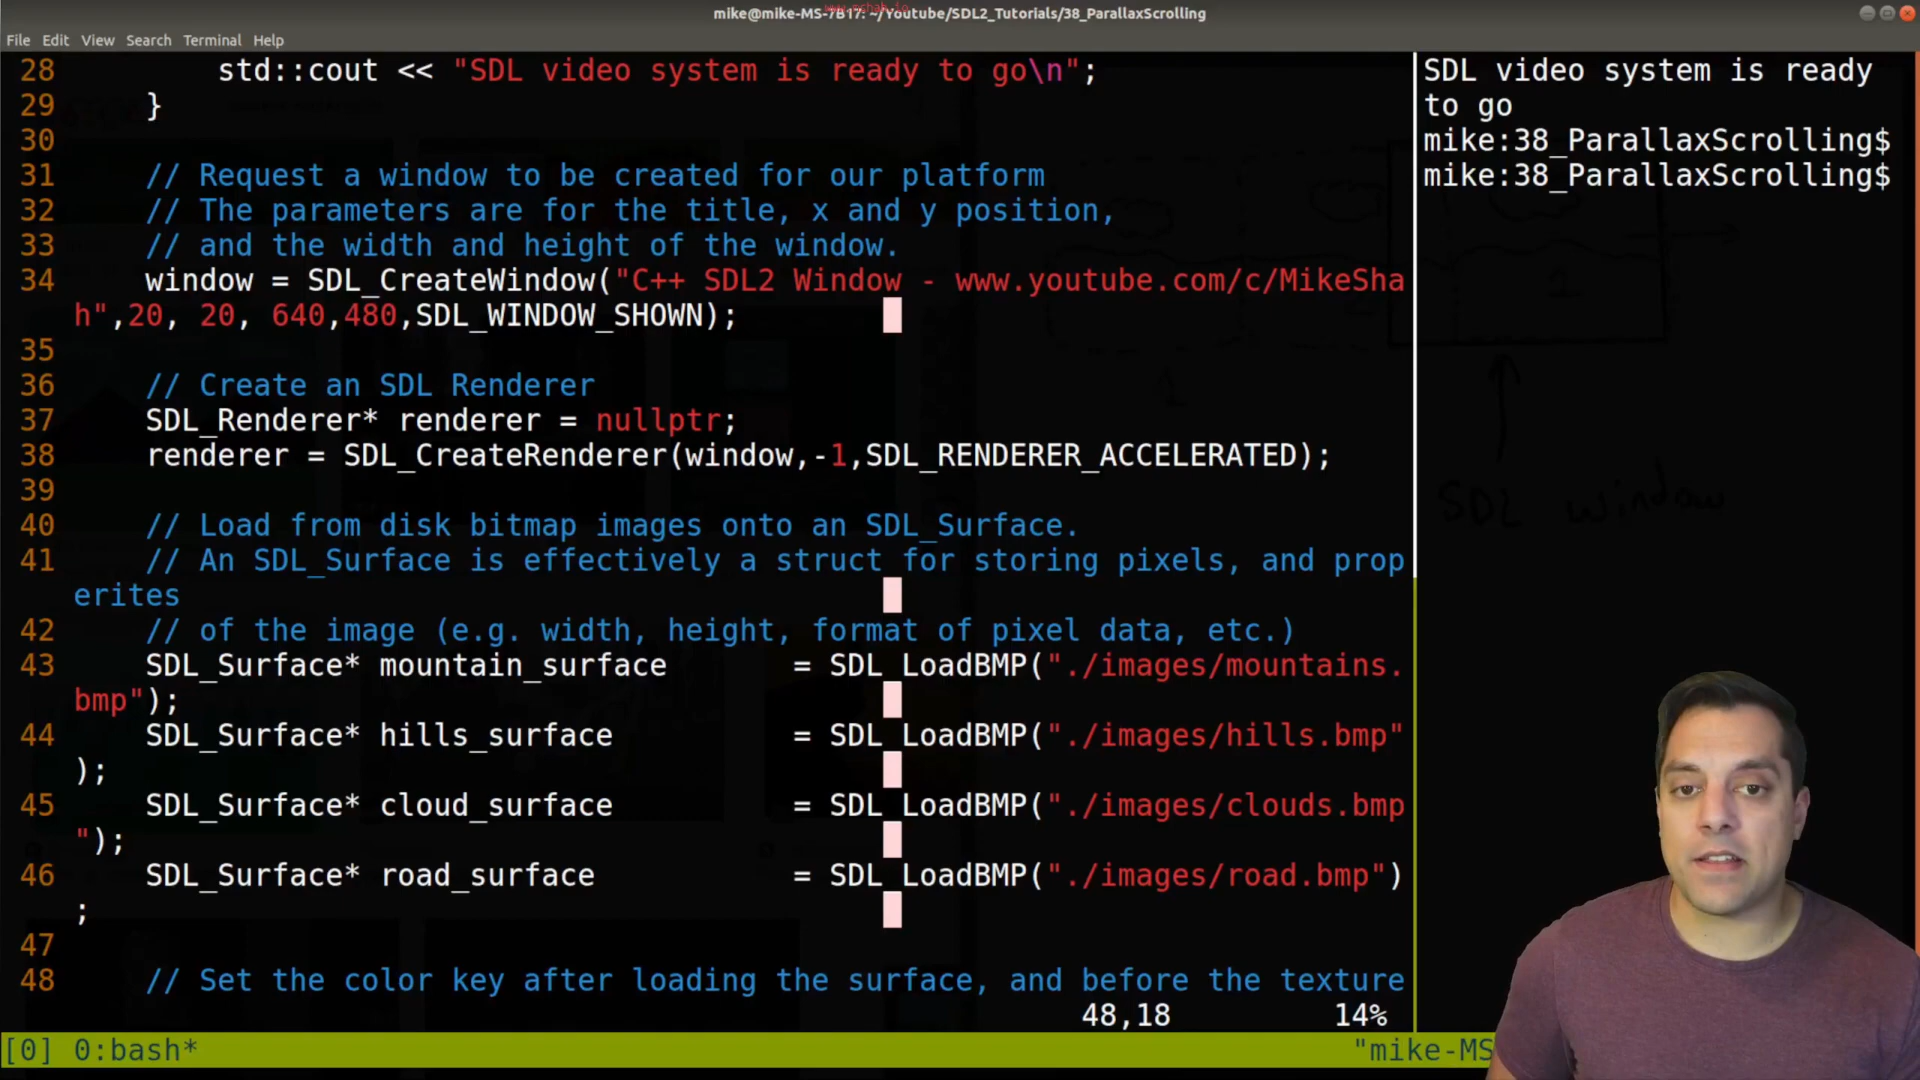 www.mshah.io
mike@mike-MS-7B17: ~/Youtube/SDL2_Tutorials/38_ParallaxScrolling
File Edit View Search Terminal Help
28         std::cout << "SDL video system is ready to go\n";
29     }
30
31     // Request a window to be created for our platform
32     // The parameters are for the title, x and y position,
33     // and the width and height of the window.
34     window = SDL_CreateWindow("C++ SDL2 Window - www.youtube.com/c/MikeSha
h",20, 20, 640,480,SDL_WINDOW_SHOWN);
35
36     // Create an SDL Renderer
37     SDL_Renderer* renderer = nullptr;
38     renderer = SDL_CreateRenderer(window,-1,SDL_RENDERER_ACCELERATED);
39
40     // Load from disk bitmap images onto an SDL_Surface.
41     // An SDL_Surface is effectively a struct for storing pixels, and prop
erites
42     // of the image (e.g. width, height, format of pixel data, etc.)
43     SDL_Surface* mountain_surface       = SDL_LoadBMP("./images/mountains.
bmp");
44     SDL_Surface* hills_surface          = SDL_LoadBMP("./images/hills.bmp"
);
45     SDL_Surface* cloud_surface          = SDL_LoadBMP("./images/clouds.bmp
");
46     SDL_Surface* road_surface           = SDL_LoadBMP("./images/road.bmp")
;
47
48     // Set the color key after loading the surface, and before the texture
48,18         14%
SDL video system is ready
to go
mike:38_ParallaxScrolling$
mike:38_ParallaxScrolling$
1
1
SDL window
[0] 0:bash*
"mike-MS